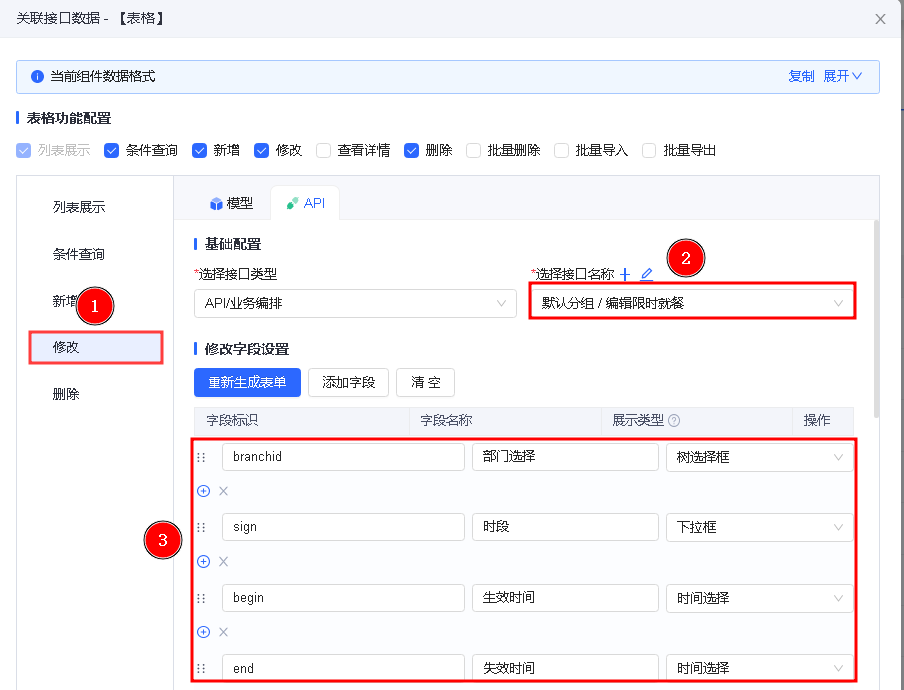 关联接口数据 - 【表格】
当前组件数据格式 复制 展开
表格功能配置
列表展示 条件查询 新增 修改 查看详情 删除 批量删除 批量导入 批量导出
列表展示
条件查询
新增
修改
删除
模型 API
基础配置
*选择接口类型 *选择接口名称
API/业务编排 默认分组 / 编辑限时就餐
修改字段设置
重新生成表单 添加字段 清 空
字段标识 字段名称 展示类型 操作
branchid 部门选择 树选择框
sign 时段 下拉框
begin 生效时间 时间选择
end 失效时间 时间选择
1
2
3